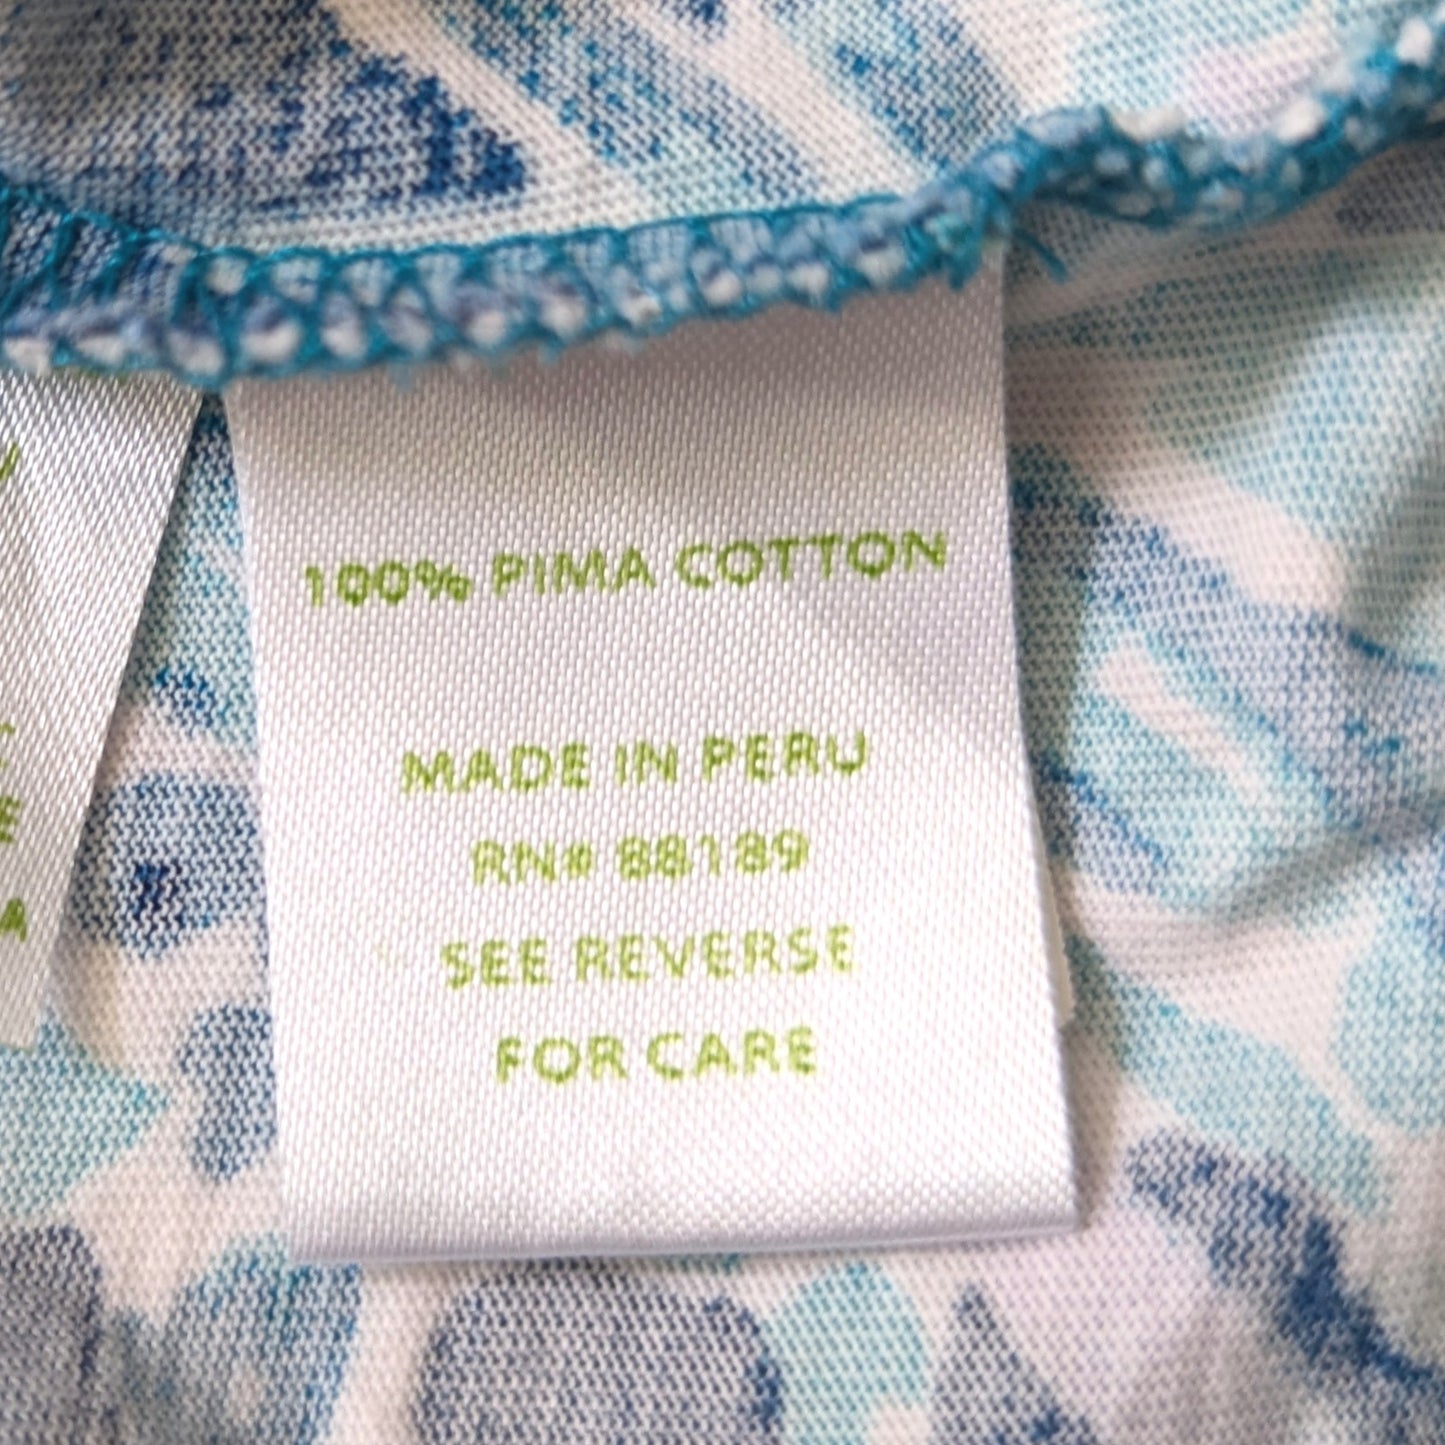 100% PIMA COTTON
MADE IN PERU
RN# 88189
SEE REVERSE
FOR CARE